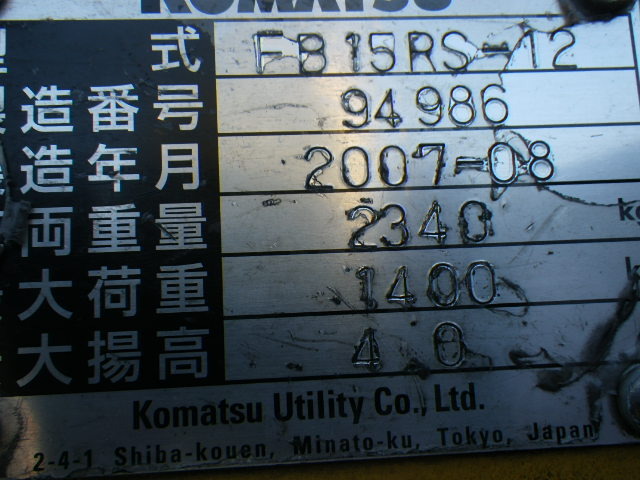 KOMATSU
型 式 FB15RS-12
製造番号 94986
製造年月 2007-08
車両重量 2340 kg
最大荷重 1400 k
最大揚高 4.0
Komatsu Utility Co., Ltd.
2-4-1 Shiba-kouen, Minato-ku, Tokyo, Japan